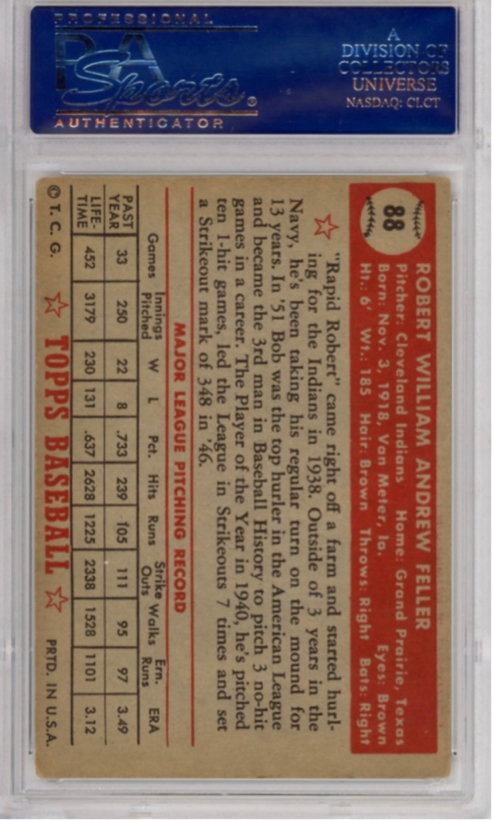 PROFESSIONAL
PSA
Sports®
AUTHENTICATOR
A
DIVISION OF
COLLECTORS
UNIVERSE
NASDAQ: CLCT
88
ROBERT WILLIAM ANDREW FELLER
Pitcher: Cleveland Indians Home: Grand Prairie, Texas
Born: Nov. 3, 1918, Van Meter, Ia. Eyes: Brown
Ht.: 6' Wt.: 185 Hair: Brown Throws: Right Bats: Right
"Rapid Robert" came right off a farm and started hurl-
ing for the Indians in 1938. Outside of 3 years in the
Navy, he's been taking his regular turn on the mound for
13 years. In '51 Bob was the top hurler in the American League
and became the 3rd man in Baseball History to pitch 3 no-hit
games in a career. The Player of the Year in 1940, he's pitched
ten 1-hit games, led the League in Strikeouts 7 times and set
a Strikeout mark of 348 in '46.
MAJOR LEAGUE PITCHING RECORD
Games Innings Pitched W L Pct. Hits Runs Strike Outs Walks Ern. Runs ERA
PAST YEAR 33 250 22 8 .733 239 105 111 95 97 3.49
LIFE-TIME 452 3179 230 131 .637 2628 1225 2338 1528 1101 3.12
© T. C. G. TOPPS BASEBALL PRTD. IN U.S.A.